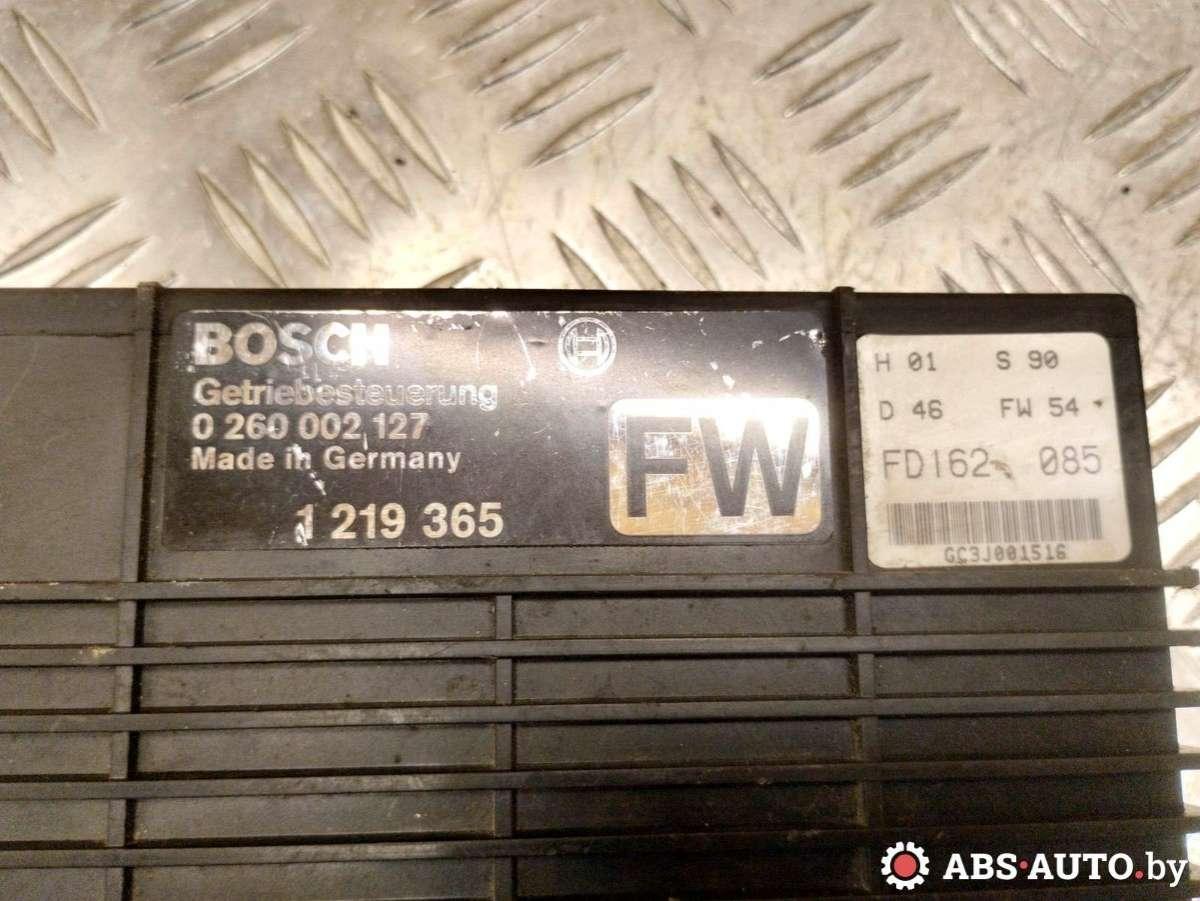 BOSCH
Getriebesteuerung
0 260 002 127
Made in Germany
1 219 365
FW
H 01 S 90
D 46 FW 54
FD162 085
GC3J001516
ABS-AUTO.by